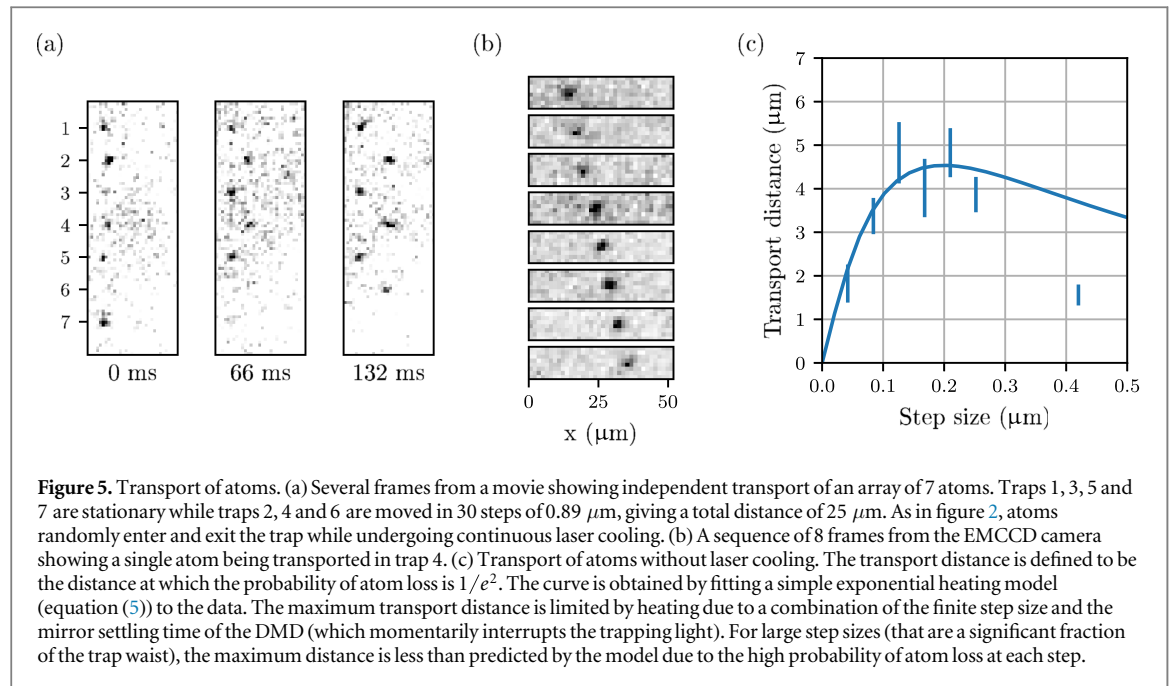 (a)
1
2
3
4
5
6
7
0 ms
66 ms
132 ms
(b)
0
25
50
x (μm)
(c)
Transport distance (μm)
7
6
5
4
3
2
1
0
0.0
0.1
0.2
0.3
0.4
0.5
Step size (μm)
Figure 5. Transport of atoms. (a) Several frames from a movie showing independent transport of an array of 7 atoms. Traps 1, 3, 5 and
7 are stationary while traps 2, 4 and 6 are moved in 30 steps of 0.89 μm, giving a total distance of 25 μm. As in figure 2, atoms
randomly enter and exit the trap while undergoing continuous laser cooling. (b) A sequence of 8 frames from the EMCCD camera
showing a single atom being transported in trap 4. (c) Transport of atoms without laser cooling. The transport distance is defined to be
the distance at which the probability of atom loss is 1/e². The curve is obtained by fitting a simple exponential heating model
(equation (5)) to the data. The maximum transport distance is limited by heating due to a combination of the finite step size and the
mirror settling time of the DMD (which momentarily interrupts the trapping light). For large step sizes (that are a significant fraction
of the trap waist), the maximum distance is less than predicted by the model due to the high probability of atom loss at each step.